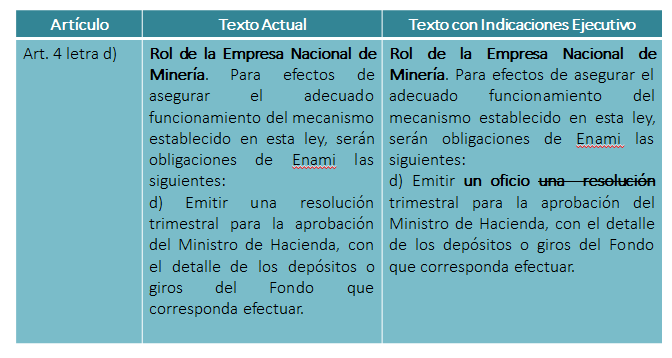 Artículo
Texto Actual
Texto con Indicaciones Ejecutivo
Art. 4 letra d)
Rol de la Empresa Nacional de
Minería. Para efectos de
asegurar el adecuado
funcionamiento del mecanismo
establecido en esta ley, serán
obligaciones de Enami las
siguientes:
d) Emitir una resolución
trimestral para la aprobación
del Ministro de Hacienda, con
el detalle de los depósitos o
giros del Fondo que
corresponda efectuar.
Rol de la Empresa Nacional de
Minería. Para efectos de asegurar el
adecuado funcionamiento del
mecanismo establecido en esta ley,
serán obligaciones de Enami las
siguientes:
d) Emitir un oficio una resolución
trimestral para la aprobación del
Ministro de Hacienda, con el detalle
de los depósitos o giros del Fondo
que corresponda efectuar.